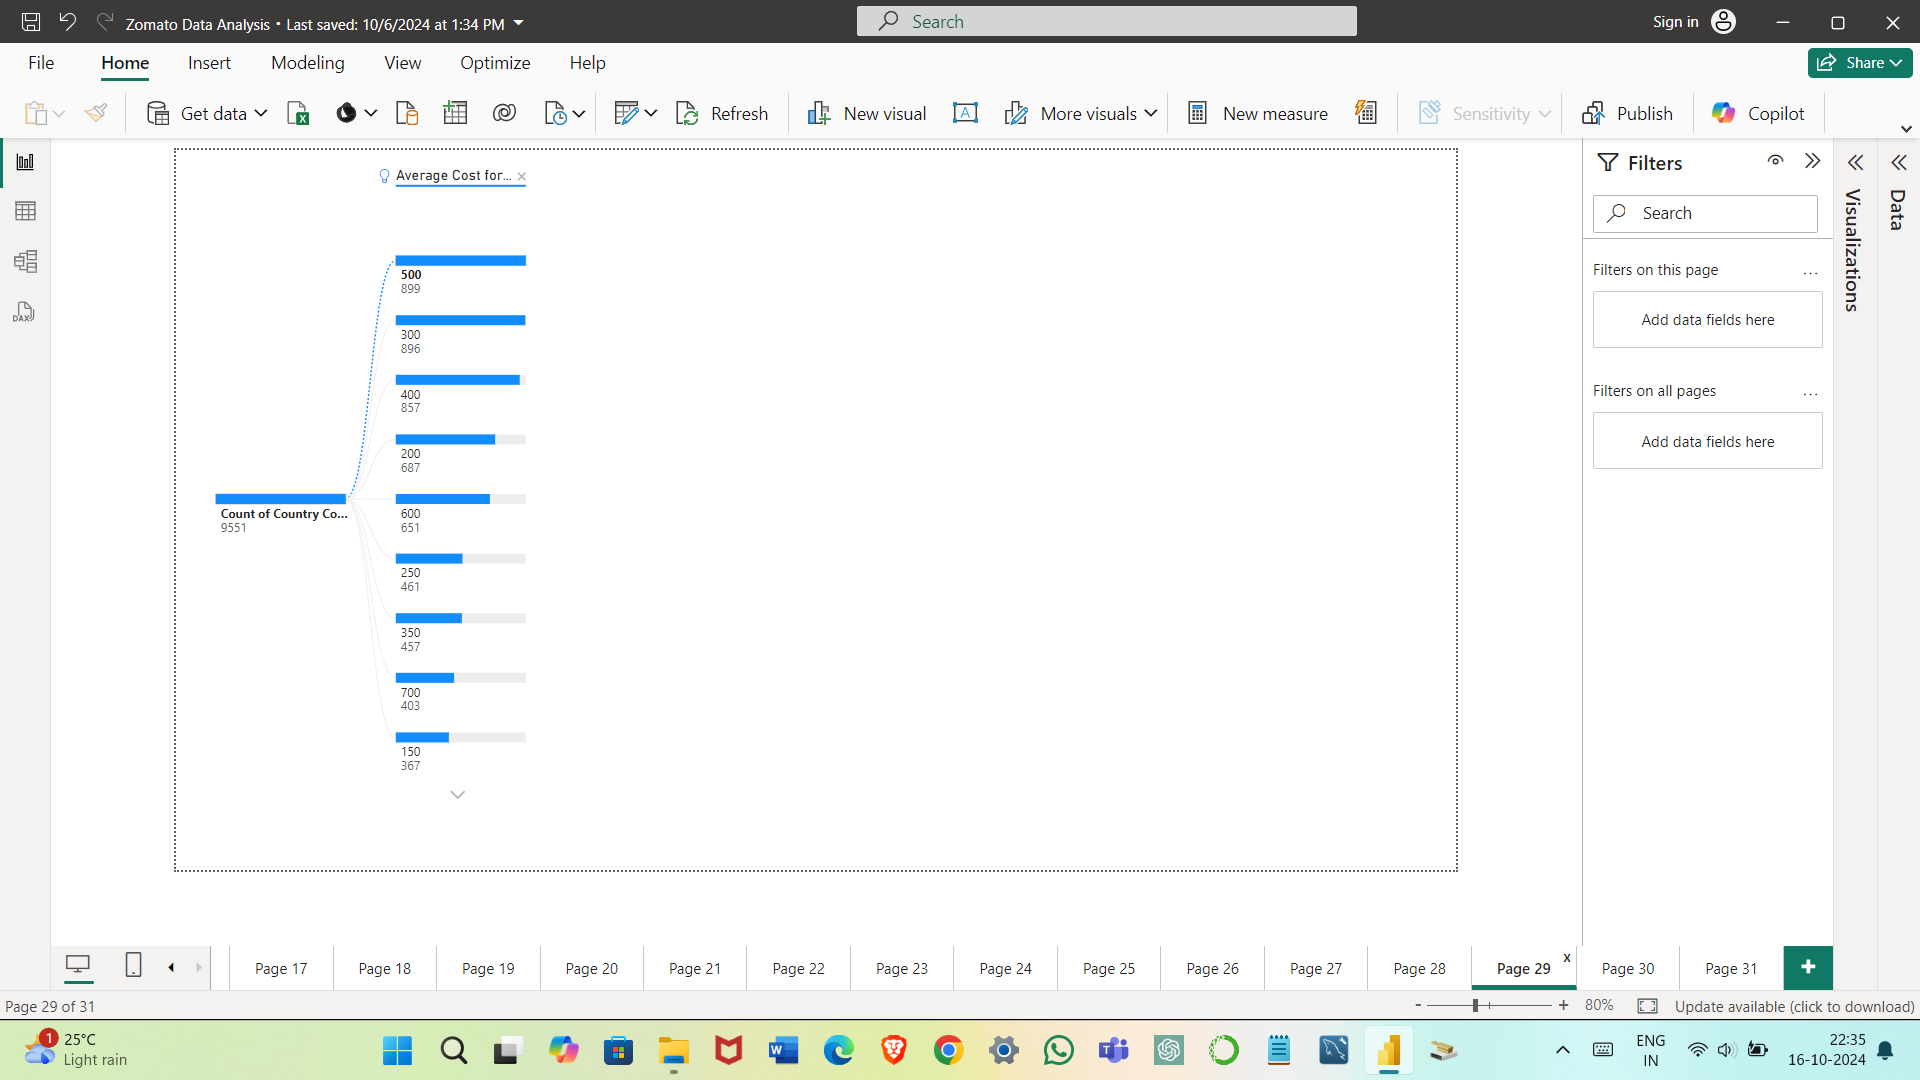 Zomato Data Analysis • Last saved: 10/6/2024 at 1:34 PM
Search
Sign in
File Home Insert Modeling View Optimize Help
Share
Get data
Refresh
New visual
More visuals
New measure
Sensitivity
Publish
Copilot
DAX
Average Cost for...
500
899
300
896
400
857
200
687
600
651
Count of Country Co...
9551
250
461
350
457
700
403
150
367
Filters
Search
Filters on this page
...
Add data fields here
Filters on all pages
...
Add data fields here
Visualizations
Data
Page 17 Page 18 Page 19 Page 20 Page 21 Page 22 Page 23 Page 24 Page 25 Page 26 Page 27 Page 28 Page 29 x Page 30 Page 31 +
Page 29 of 31
- + 80%
Update available (click to download)
1
25°C
Light rain
ENG
IN
22:35
16-10-2024